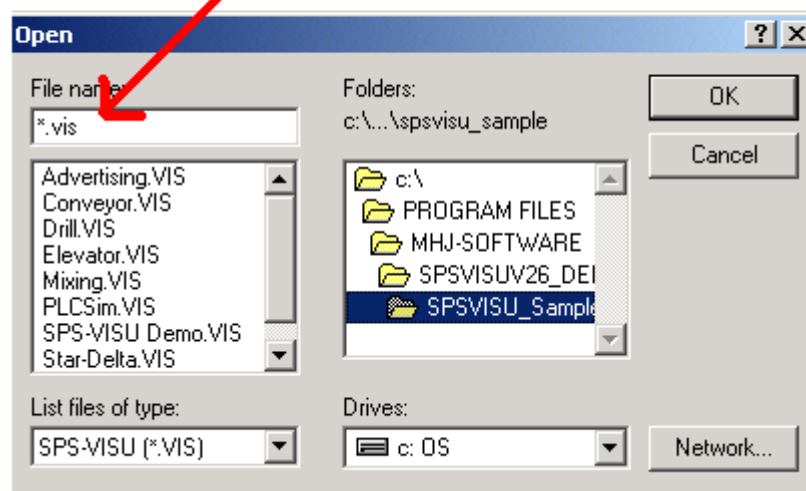 Open
File name:
*.vis
Advertising.VIS
Conveyor.VIS
Drill.VIS
Elevator.VIS
Mixing.VIS
PLCSim.VIS
SPS-VISU Demo.VIS
Star-Delta.VIS
List files of type:
SPS-VISU (*.VIS)
Folders:
c:\...\spsvisu_sample
c:\
PROGRAM FILES
MHJ-SOFTWARE
SPSVISUV26_DEI
SPSVISU_Sample
Drives:
c: OS
OK
Cancel
Network...